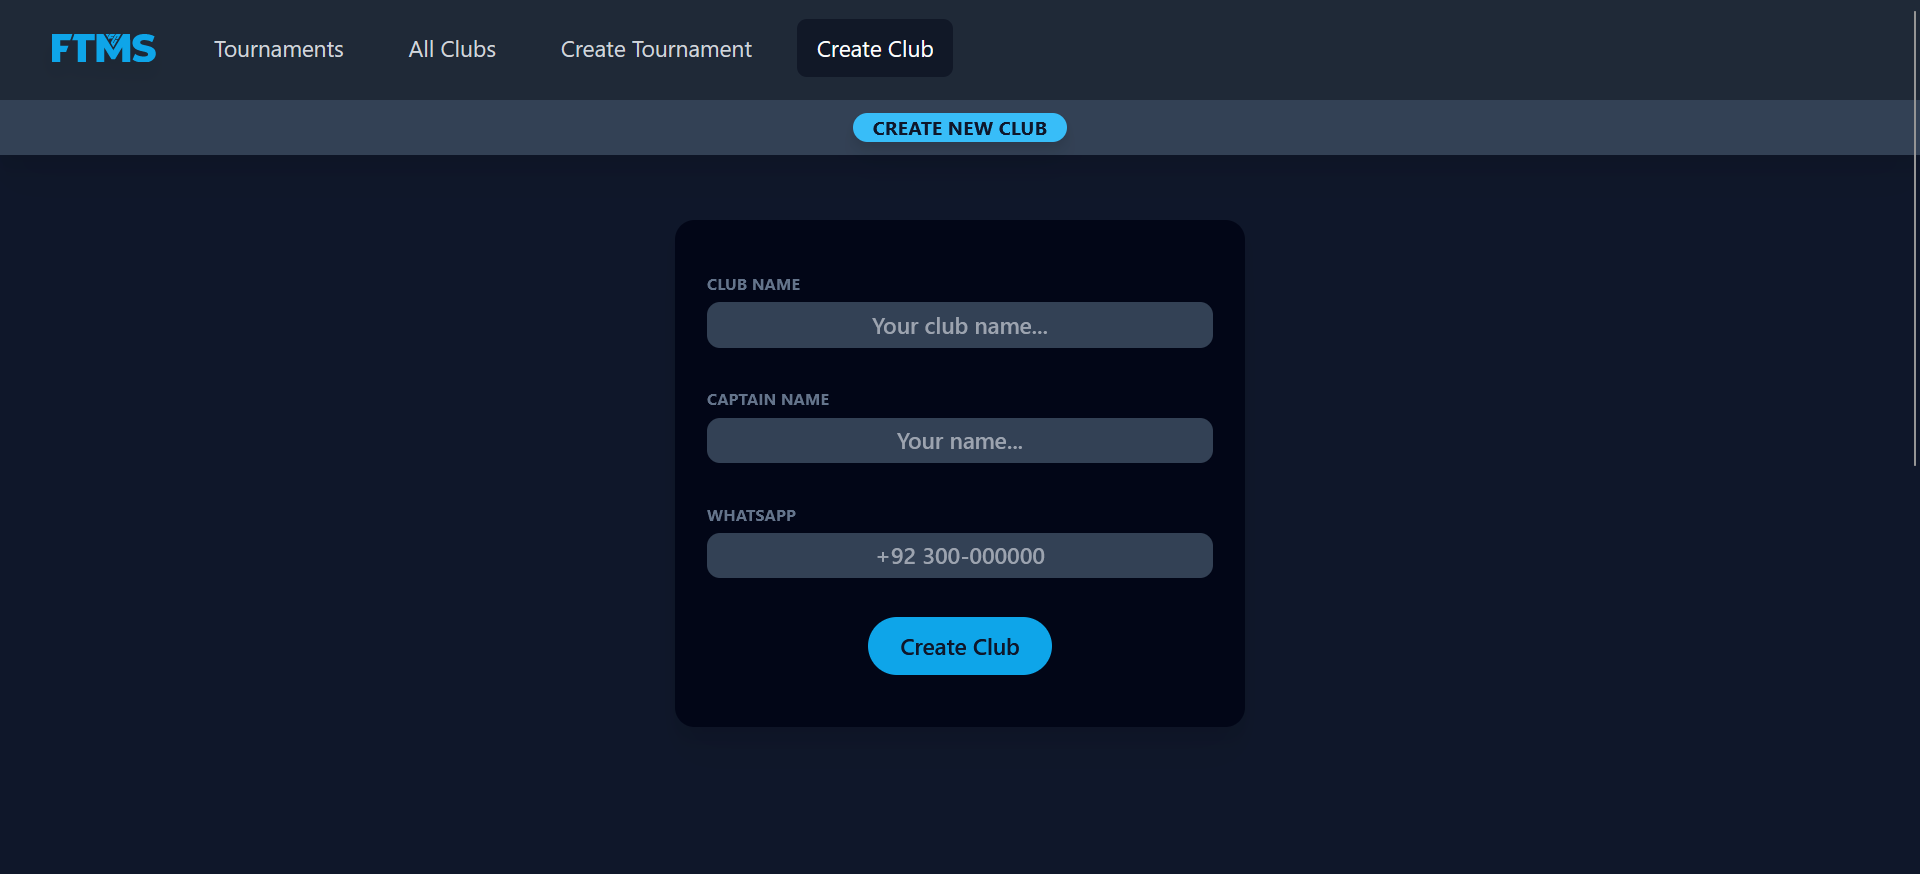 FTMS Tournaments All Clubs Create Tournament Create Club
CREATE NEW CLUB
CLUB NAME
Your club name...
CAPTAIN NAME
Your name...
WHATSAPP
+92 300-000000
Create Club